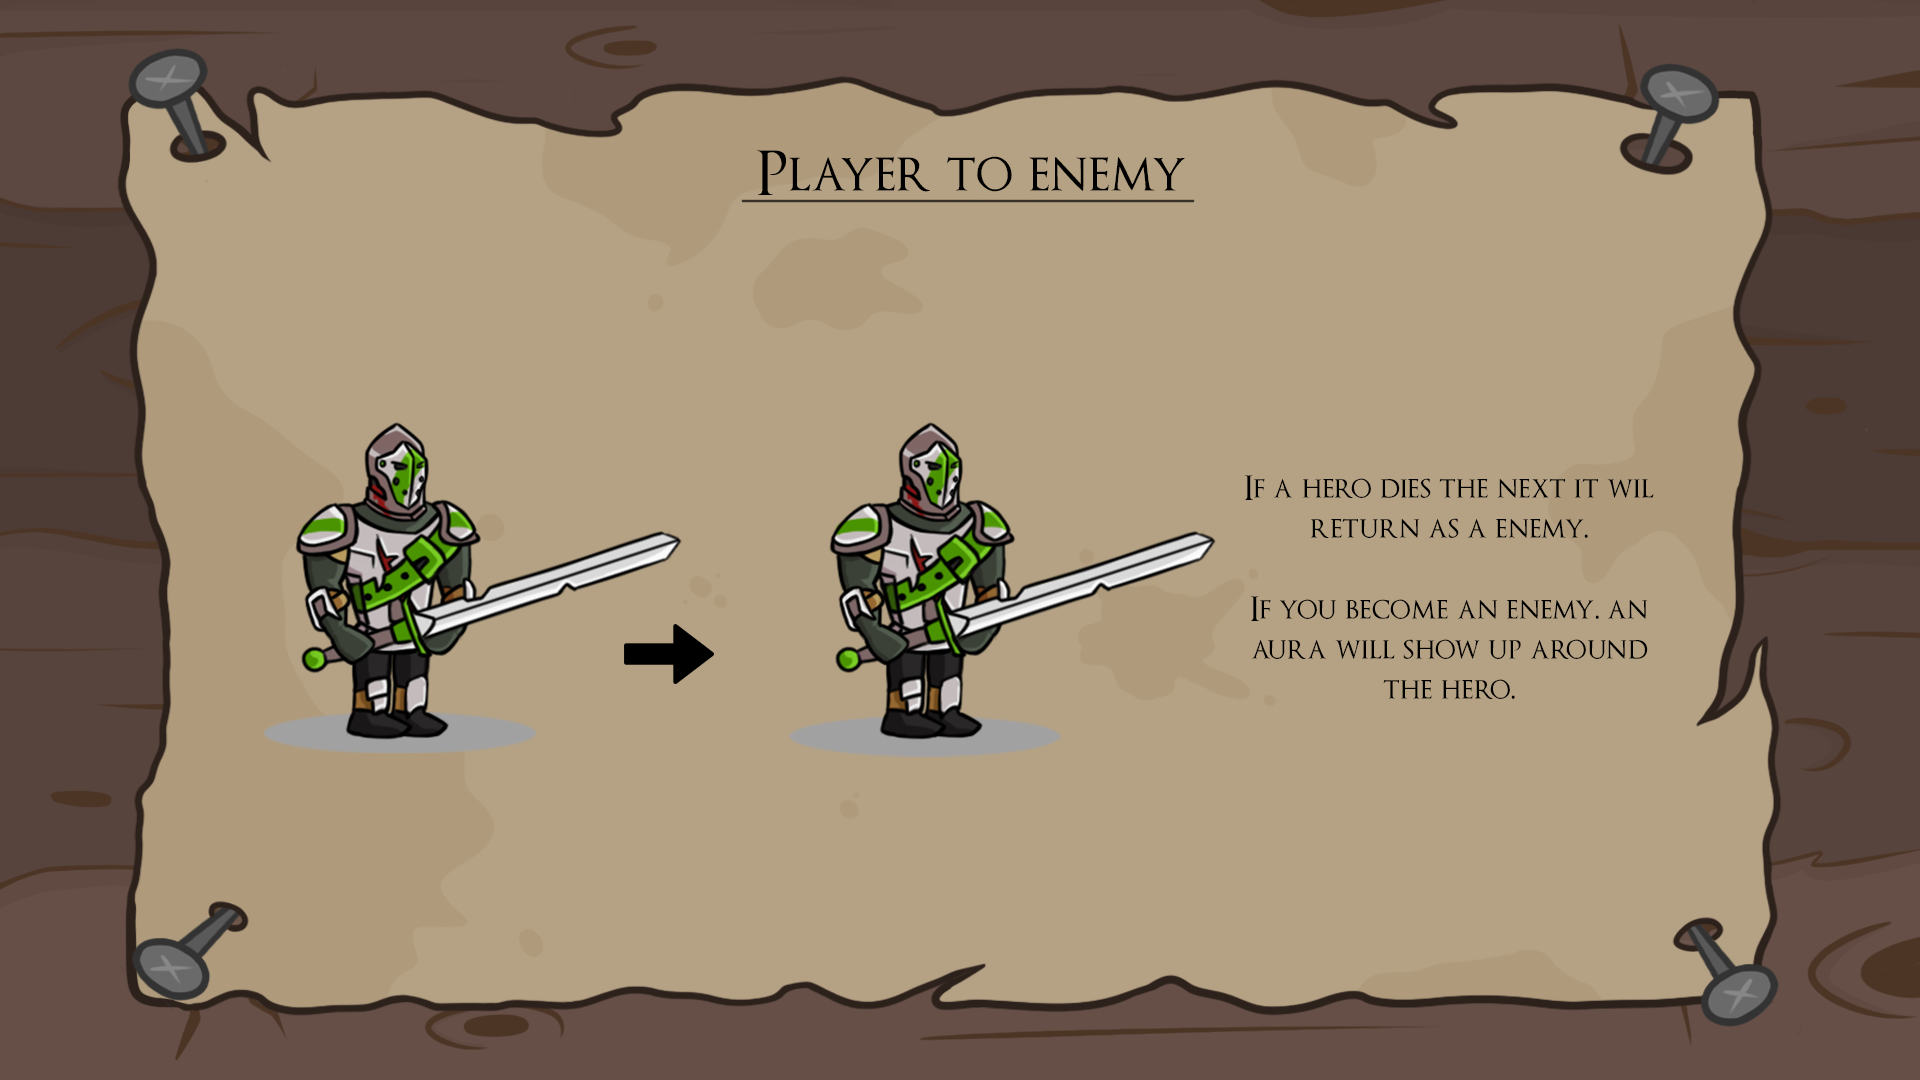 Player to enemy
If a hero dies the next it wil
return as a enemy.
If you become an enemy. an
aura will show up around
the hero.